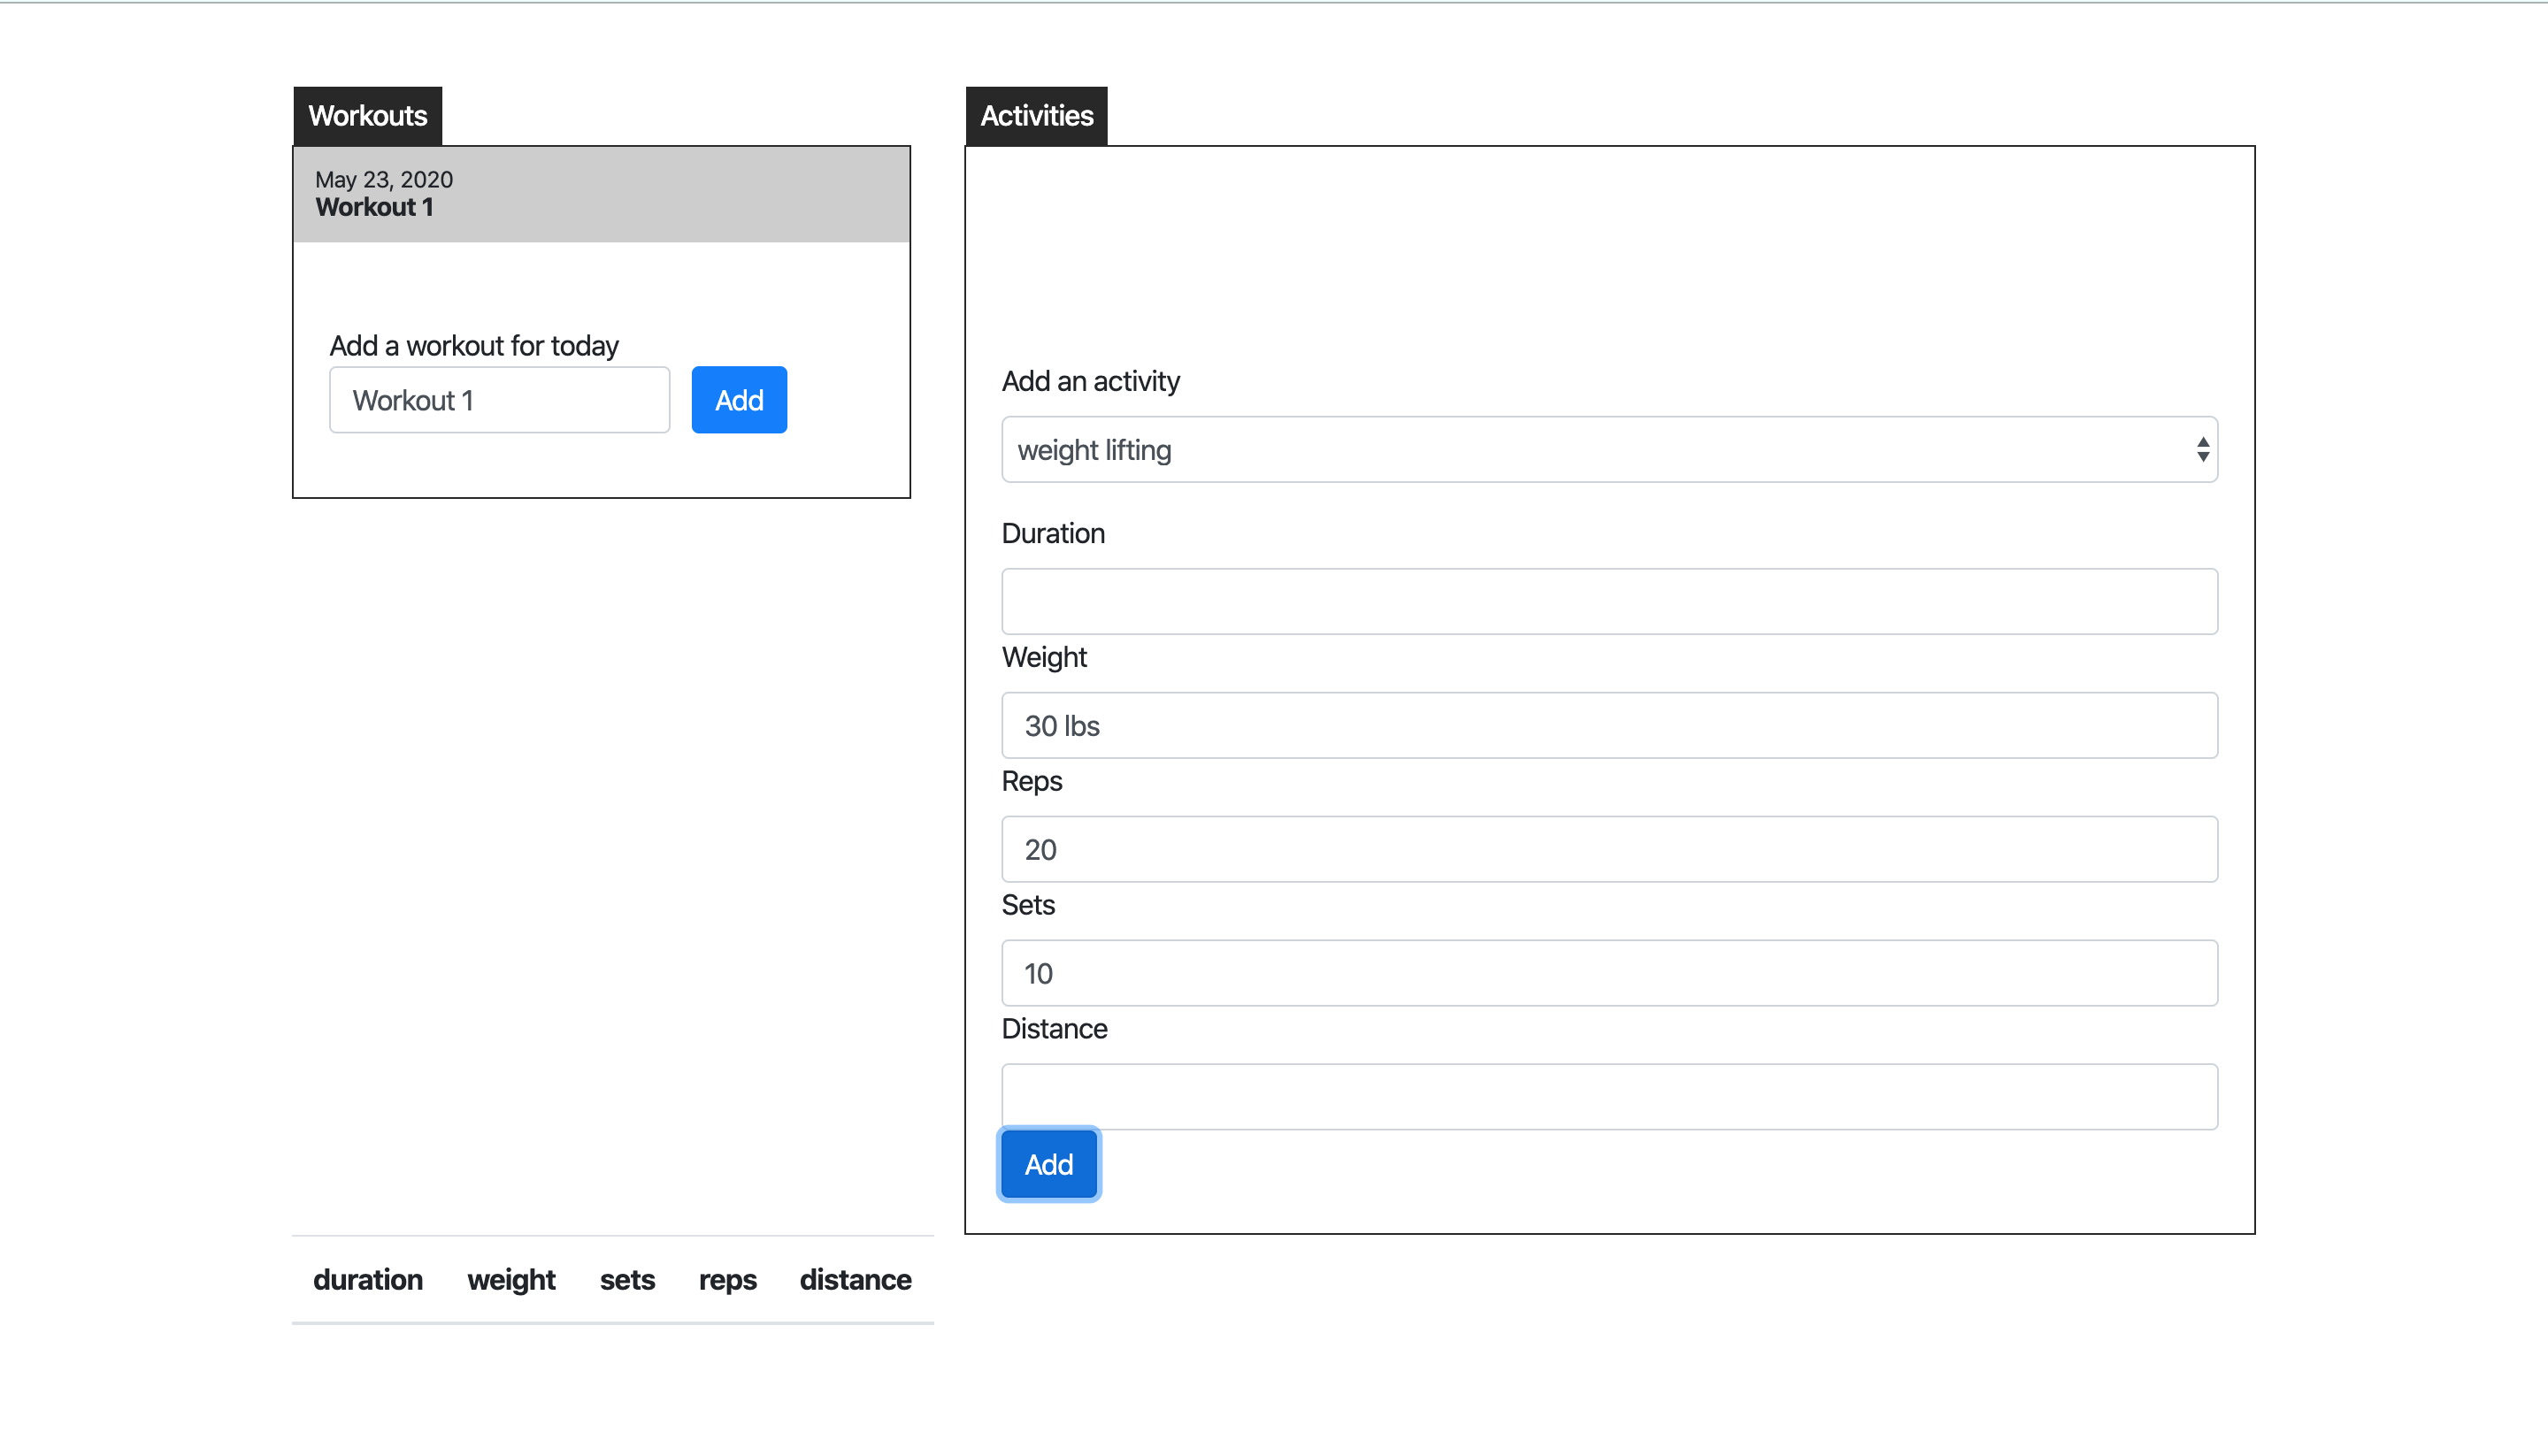 Workouts
May 23, 2020
Workout 1
Add a workout for today
Workout 1
Add
Activities
Add an activity
weight lifting
Duration
Weight
30 lbs
Reps
20
Sets
10
Distance
Add
duration weight sets reps distance